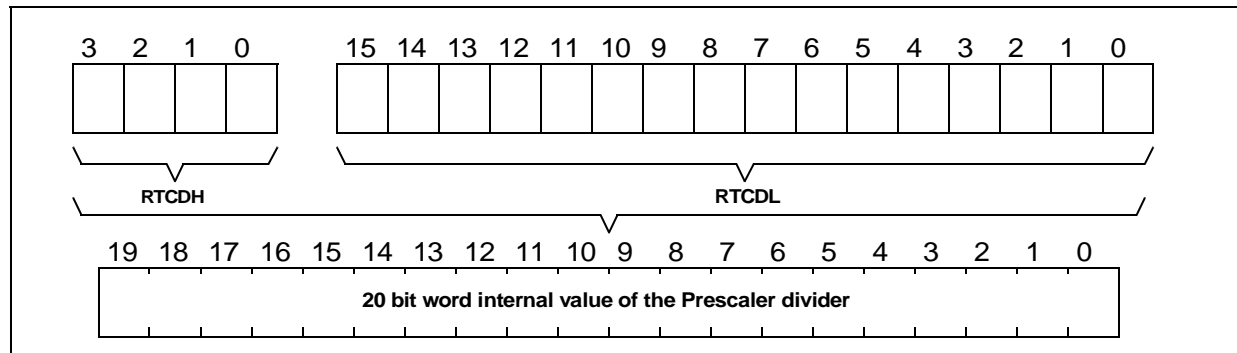 3 2 1 0 15 14 13 12 11 10 9 8 7 6 5 4 3 2 1 0
RTCDH RTCDL
19 18 17 16 15 14 13 12 11 10 9 8 7 6 5 4 3 2 1 0
20 bit word internal value of the Prescaler divider